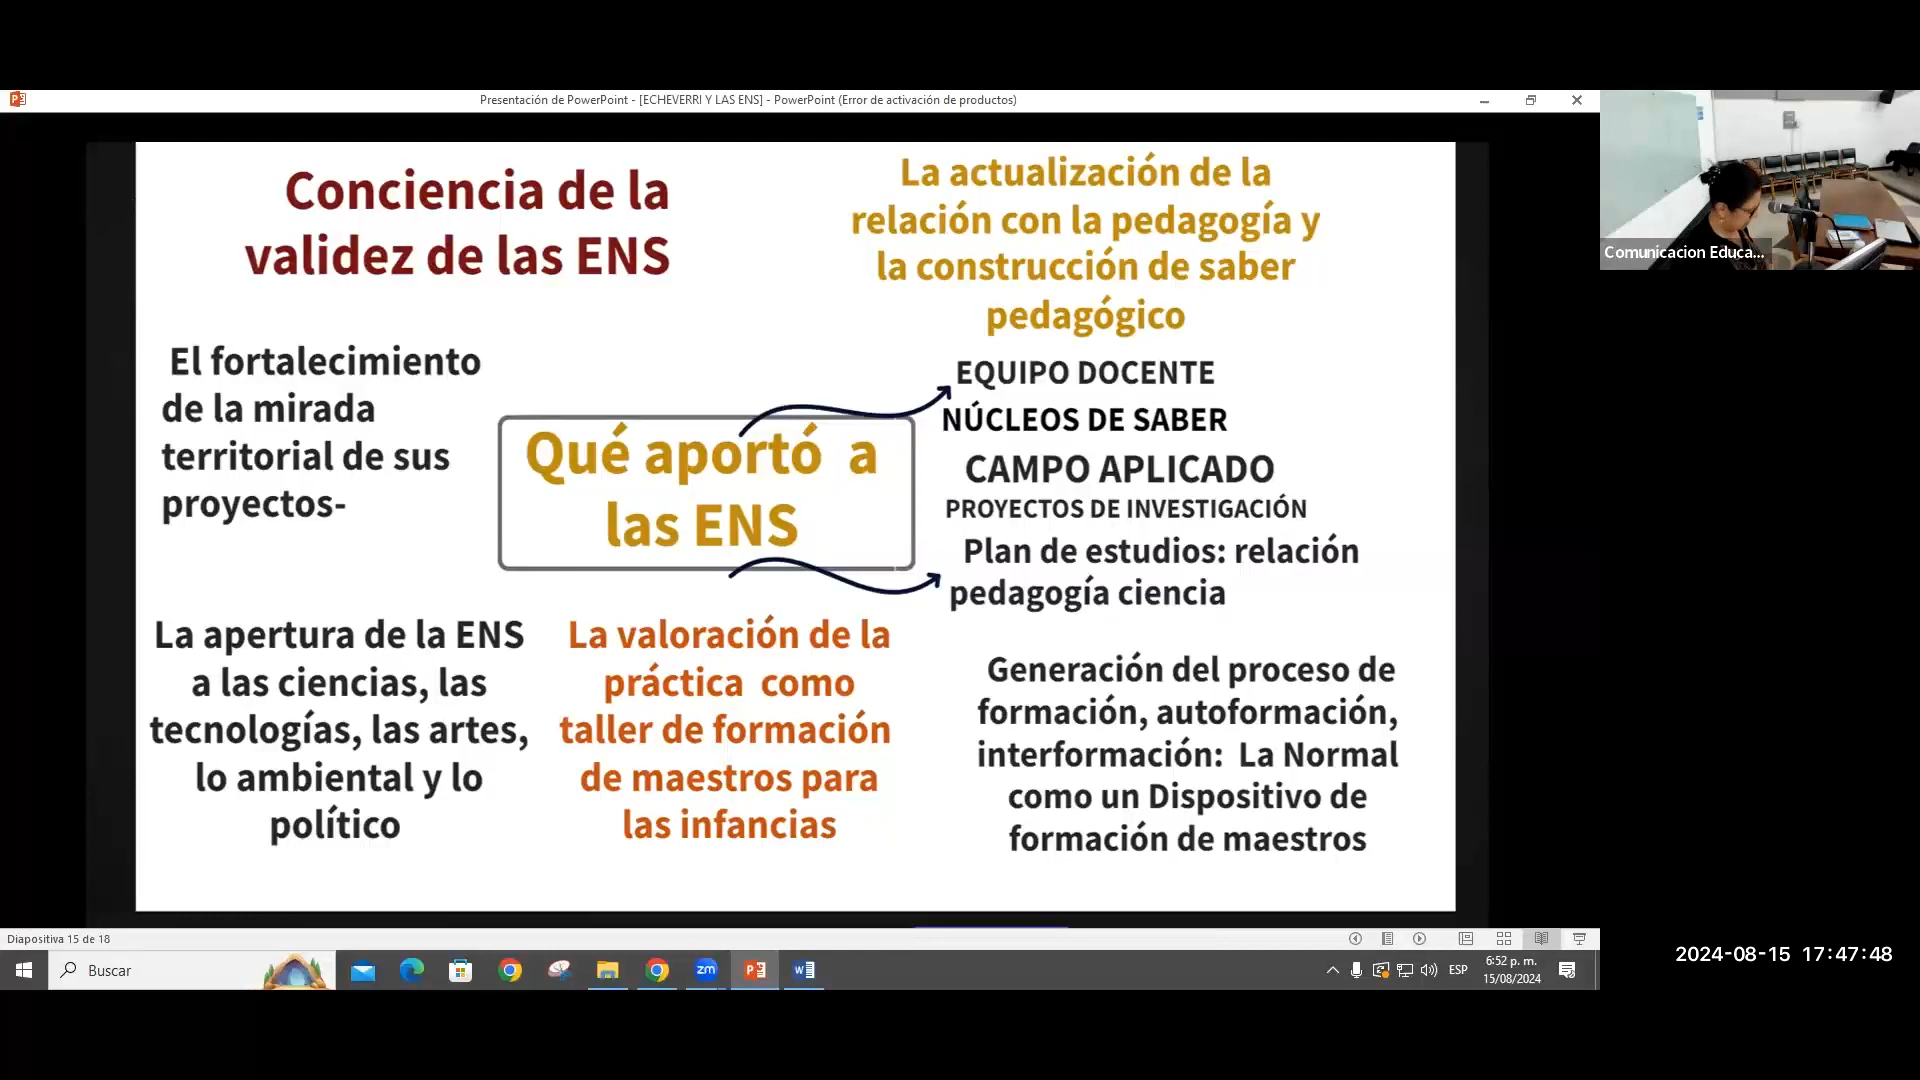 Presentación de PowerPoint - [ECHEVERRI Y LAS ENS] - PowerPoint (Error de activación de productos)
Conciencia de la
validez de las ENS
La actualización de la
relación con la pedagogía y
la construcción de saber
pedagógico
El fortalecimiento
de la mirada
territorial de sus
proyectos-
Qué aportó a
las ENS
EQUIPO DOCENTE
NÚCLEOS DE SABER
CAMPO APLICADO
PROYECTOS DE INVESTIGACIÓN
Plan de estudios: relación
pedagogía ciencia
La apertura de la ENS
a las ciencias, las
tecnologías, las artes,
lo ambiental y lo
político
La valoración de la
práctica como
taller de formación
de maestros para
las infancias
Generación del proceso de
formación, autoformación,
interformación: La Normal
como un Dispositivo de
formación de maestros
Comunicacion Educa...
Diapositiva 15 de 18
Buscar
zm
ESP
6:52 p. m.
15/08/2024
2024-08-15 17:47:48